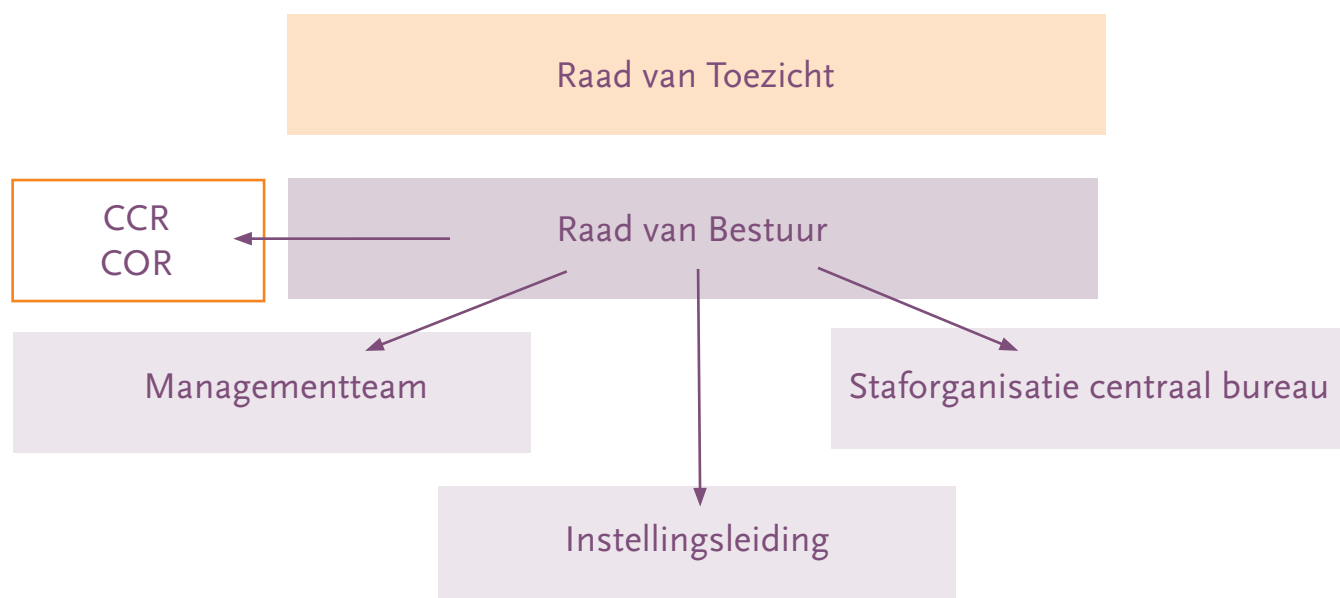 Raad van Toezicht
CCR
COR
Raad van Bestuur
Managementteam
Staforganisatie centraal bureau
Instellingsleiding